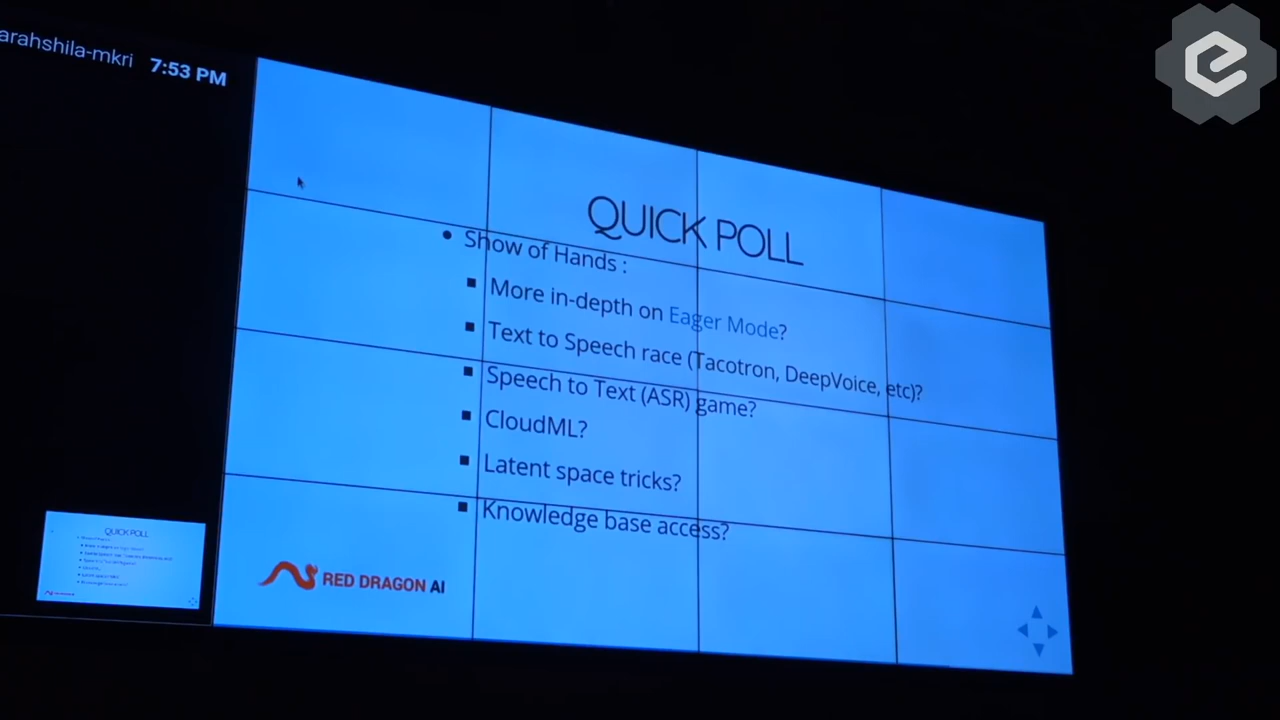 arahshila-mkri 7:53 PM
QUICK POLL
Show of Hands :
More in-depth on Eager Mode?
Text to Speech race (Tacotron, DeepVoice, etc)?
Speech to Text (ASR) game?
CloudML?
Latent space tricks?
Knowledge base access?
RED DRAGON AI
QUICK POLL